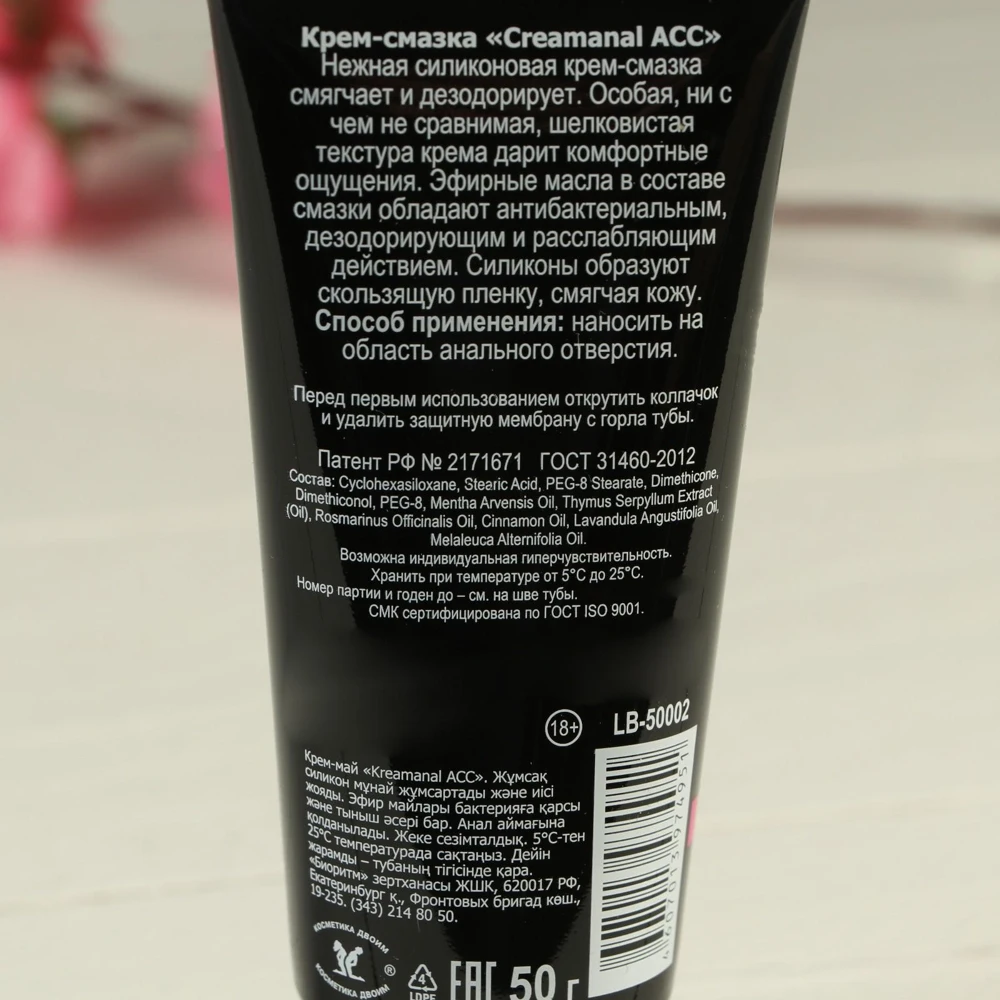 Крем-смазка «Creamanal ACC»
Нежная силиконовая крем-смазка
смягчает и дезодорирует. Особая, ни с
чем не сравнимая, шелковистая
текстура крема дарит комфортные
ощущения. Эфирные масла в составе
смазки обладают антибактериальным,
дезодорирующим и расслабляющим
действием. Силиконы образуют
скользящую пленку, смягчая кожу.
Способ применения: наносить на
область анального отверстия.
Перед первым использованием открутить колпачок
и удалить защитную мембрану с горла тубы.
Патент РФ № 2171671 ГОСТ 31460-2012
Состав: Cyclohexasiloxane, Stearic Acid, PEG-8 Stearate, Dimethicone,
Dimethiconol, PEG-8, Mentha Arvensis Oil, Thymus Serpyllum Extract
(Oil), Rosmarinus Officinalis Oil, Cinnamon Oil, Lavandula Angustifolia Oil,
Melaleuca Alternifolia Oil.
Возможна индивидуальная гиперчувствительность.
Хранить при температуре от 5°С до 25°С.
Номер партии и годен до – см. на шве тубы.
СМК сертифицирована по ГОСТ ISO 9001.
18+ LB-50002
Крем-май «Kreamanal ACC». Жұмсақ
силикон мұнай жұмсартады және иісі
жояды. Эфир майлары бактерияға қарсы
және тыныш әсері бар. Анал аймағына
қолданылады. Жеке сезімталдық. 5°С-тен
25°С температурада сақтаңыз. Дейін
жарамды – тубаның тігісінде қара.
«Биоритм» зертханасы ЖШК, 620017 РФ,
Екатеринбург қ., Фронтовых бригад көш.,
19-235. (343) 214 80 50.
КОСМЕТИКА ДВОИМ
КОСМЕТИКА ДВОИМ
®
4
LDPE
ЕАС 50 г